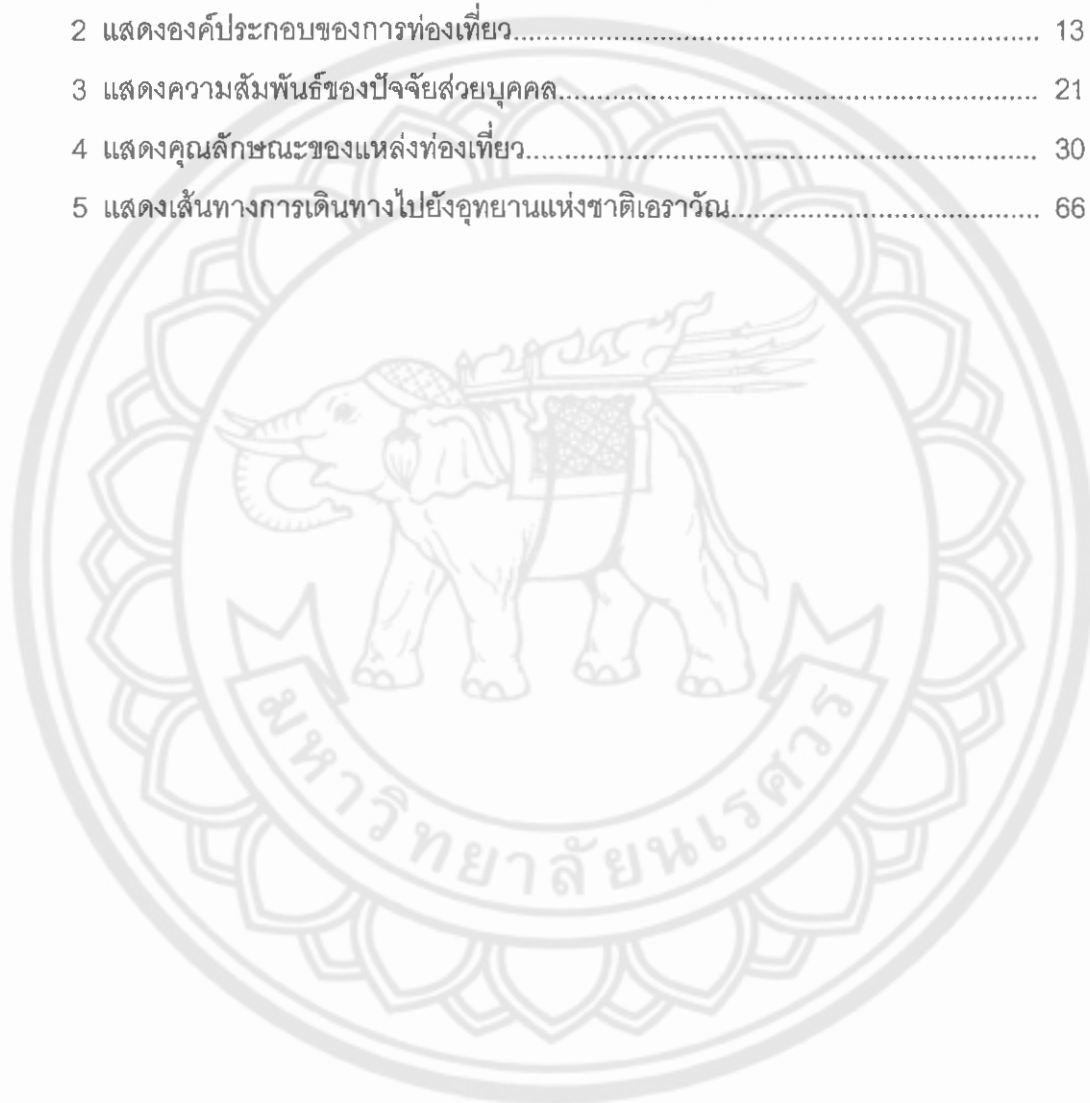 2 แสดงองค์ประกอบของการท่องเที่ยว.......................................................... 13
3 แสดงความสัมพันธ์ของปัจจัยส่วยบุคคล..................................................... 21
4 แสดงคุณลักษณะของแหล่งท่องเที่ยว......................................................... 30
5 แสดงเส้นทางการเดินทางไปยังอุทยานแห่งชาติเอราวัณ.................................. 66
มหาวิทยาลัยนเรศวร